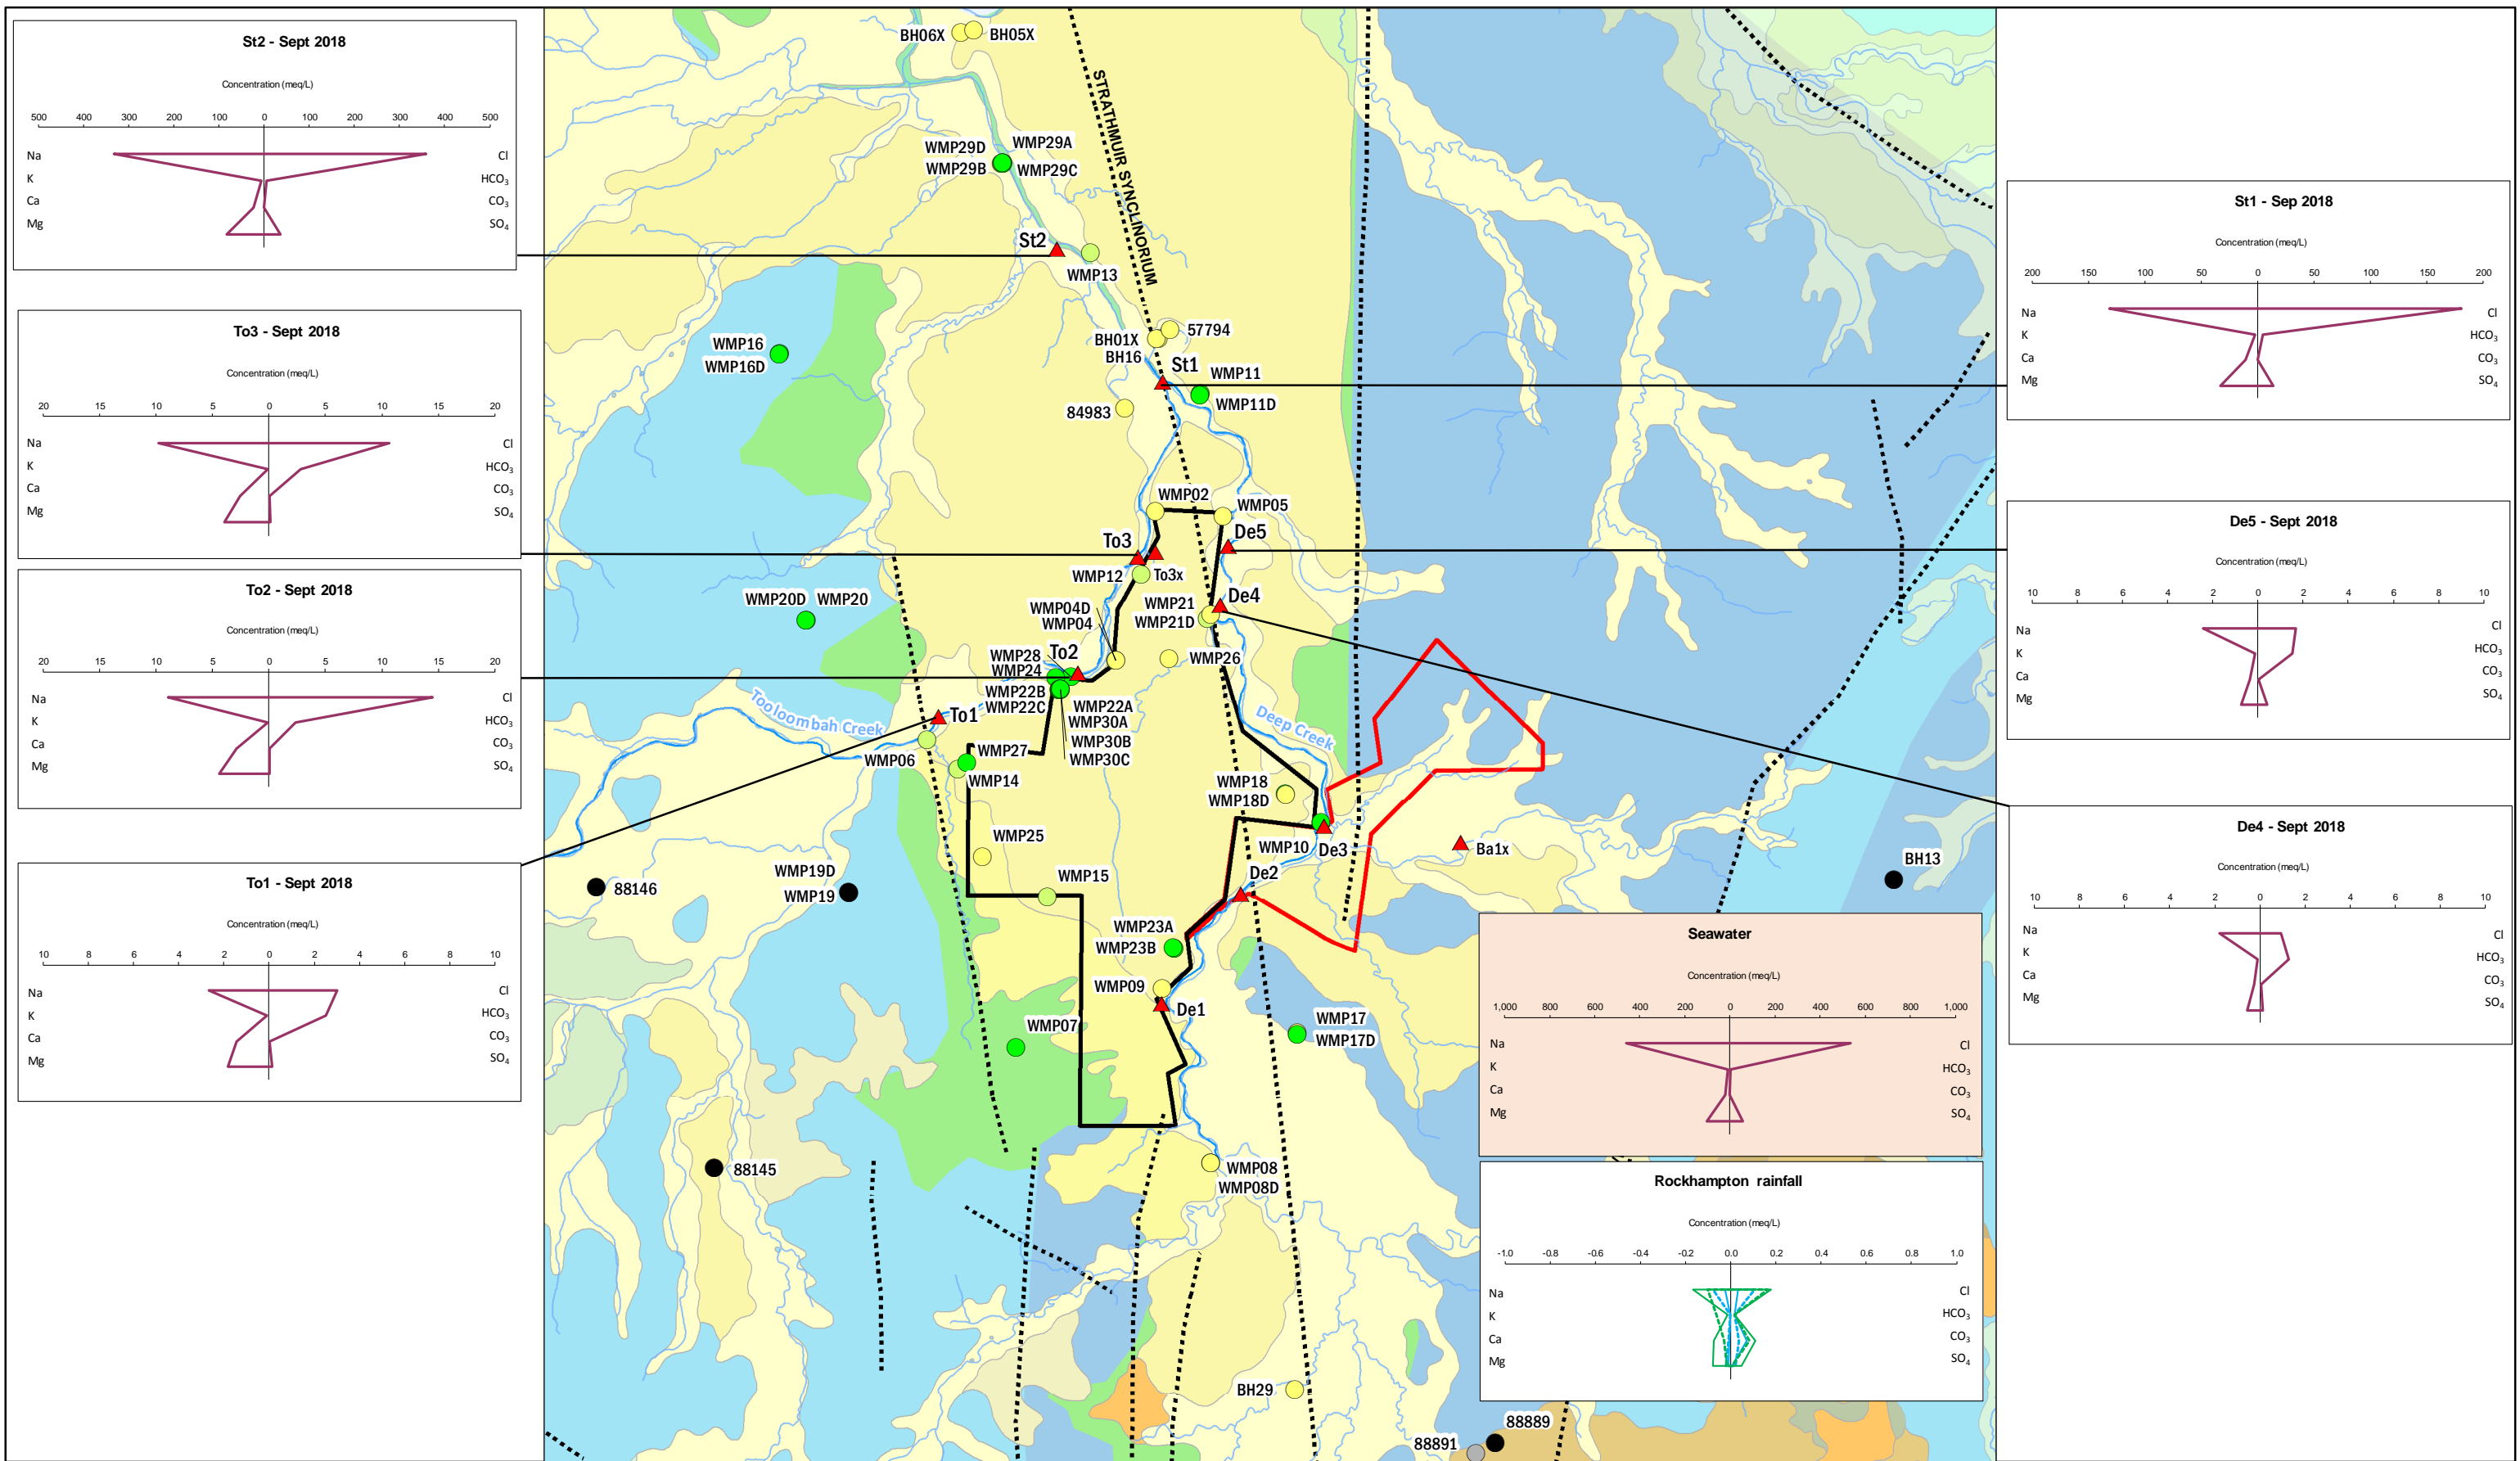 St2 - Sept 2018
Concentration (meq/L)
500 400 300 200 100 0 100 200 300 400 500
Na Cl
K HCO3
Ca CO3
Mg SO4
To3 - Sept 2018
Concentration (meq/L)
20 15 10 5 0 5 10 15 20
Na Cl
K HCO3
Ca CO3
Mg SO4
To2 - Sept 2018
Concentration (meq/L)
20 15 10 5 0 5 10 15 20
Na Cl
K HCO3
Ca CO3
Mg SO4
To1 - Sept 2018
Concentration (meq/L)
10 8 6 4 2 0 2 4 6 8 10
Na Cl
K HCO3
Ca CO3
Mg SO4
BH06X BH05X
STRATHMUIR SYNCLINORIUM
WMP29D WMP29A
WMP29B WMP29C
St2
WMP13
57794
BH01X
BH16
St1
WMP16
WMP16D
WMP11
WMP11D
84983
WMP02
WMP05
De5
To3
WMP12 To3x
WMP20D WMP20
De4
WMP04D
WMP04
WMP21
WMP21D
WMP28
WMP24
To2
WMP26
WMP22B
WMP22C
WMP22A
WMP30A
WMP30B
WMP30C
Tooloombah Creek
To1
Deep Creek
WMP06
WMP27
WMP14
WMP18
WMP18D
WMP25
WMP10
De3
Ba1x
BH13
88146
WMP19D
WMP19
WMP15
De2
WMP23A
WMP23B
WMP09
De1
WMP07
WMP17
WMP17D
88145
WMP08
WMP08D
BH29
88889
88891
St1 - Sep 2018
Concentration (meq/L)
200 150 100 50 0 50 100 150 200
Na Cl
K HCO3
Ca CO3
Mg SO4
De5 - Sept 2018
Concentration (meq/L)
10 8 6 4 2 0 2 4 6 8 10
Na Cl
K HCO3
Ca CO3
Mg SO4
De4 - Sept 2018
Concentration (meq/L)
10 8 6 4 2 0 2 4 6 8 10
Na Cl
K HCO3
Ca CO3
Mg SO4
Seawater
Concentration (meq/L)
1,000 800 600 400 200 0 200 400 600 800 1,000
Na Cl
K HCO3
Ca CO3
Mg SO4
Rockhampton rainfall
Concentration (meq/L)
-1.0 -0.8 -0.6 -0.4 -0.2 0.0 0.2 0.4 0.6 0.8 1.0
Na Cl
K HCO3
Ca CO3
Mg SO4